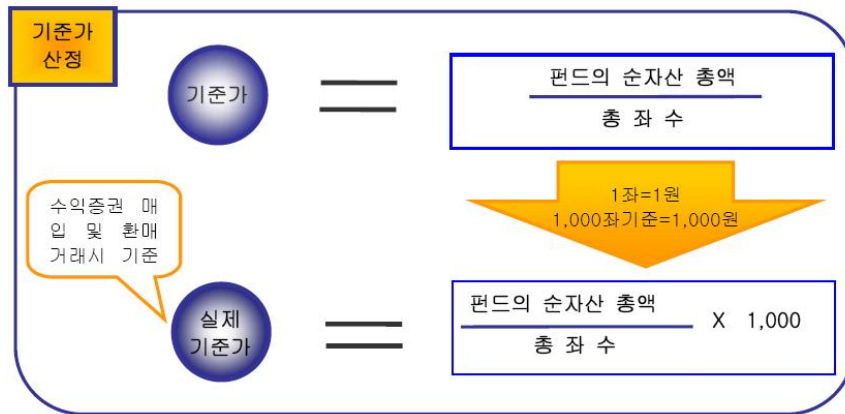 기준가
산정
기준가
펀드의 순자산 총액
총 좌 수
1좌=1원
1,000좌기준=1,000원
수익증권 매
입 및 환매
거래시 기준
실제
기준가
펀드의 순자산 총액
총 좌 수
X 1,000